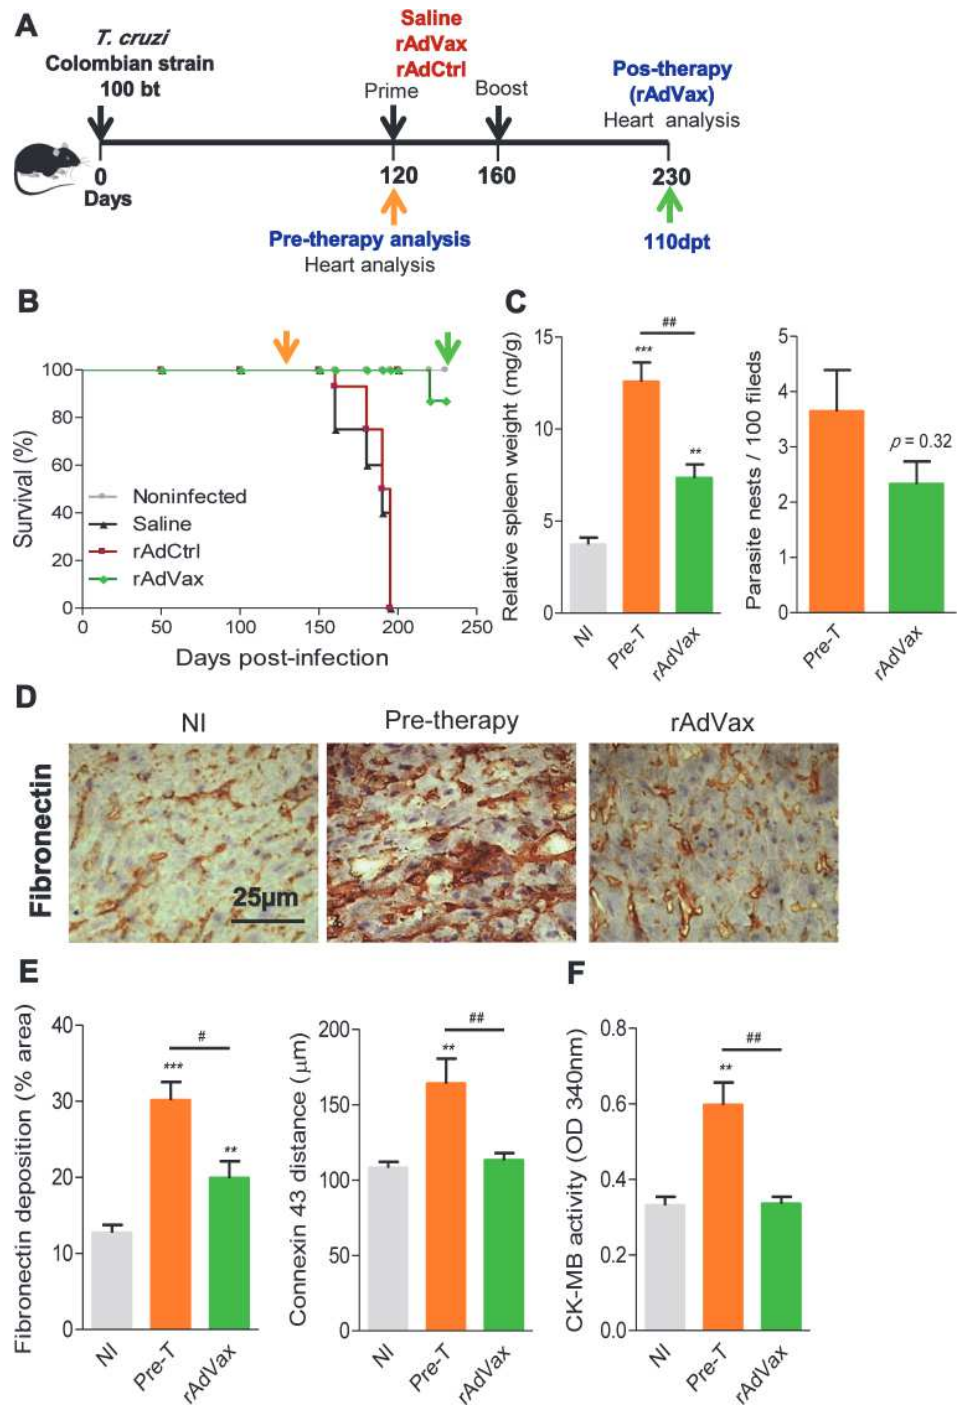 A
T. cruzi
Colombian strain
100 bt
Saline
rAdVax
rAdCtrl
Prime
Boost
Pos-therapy
(rAdVax)
Heart analysis
0
120
160
230
Days
Pre-therapy analysis
Heart analysis
110dpt
B
Survival (%)
100
80
60
40
20
0
Noninfected
Saline
rAdCtrl
rAdVax
0 50 100 150 200 250
Days post-infection
C
Relative spleen weight (mg/g)
15
10
5
0
***
##
**
NI
Pre-T
rAdVax
Parasite nests / 100 fileds
5
4
3
2
1
0
p = 0.32
Pre-T
rAdVax
D
NI
Pre-therapy
rAdVax
Fibronectin
25µm
E
Fibronectin deposition (% area)
40
30
20
10
0
***
#
**
NI
Pre-T
rAdVax
Connexin 43 distance (µm)
200
150
100
50
0
**
##
NI
Pre-T
rAdVax
F
CK-MB activity (OD 340nm)
0.8
0.6
0.4
0.2
0.0
**
##
NI
Pre-T
rAdVax